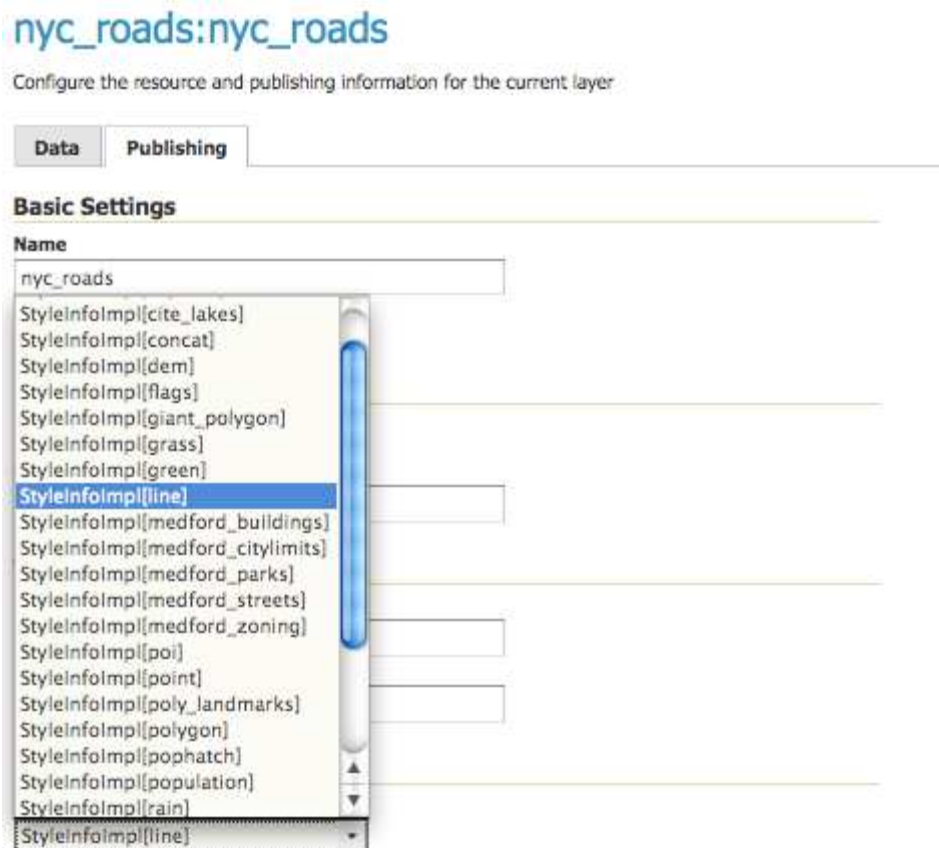 nyc_roads:nyc_roads
Configure the resource and publishing information for the current layer
Data Publishing
Basic Settings
Name
nyc_roads
StyleInfoImpl[cite_lakes]
StyleInfoImpl[concat]
StyleInfoImpl[dem]
StyleInfoImpl[flags]
StyleInfoImpl[giant_polygon]
StyleInfoImpl[grass]
StyleInfoImpl[green]
StyleInfoImpl[line]
StyleInfoImpl[medford_buildings]
StyleInfoImpl[medford_citylimits]
StyleInfoImpl[medford_parks]
StyleInfoImpl[medford_streets]
StyleInfoImpl[medford_zoning]
StyleInfoImpl[poi]
StyleInfoImpl[point]
StyleInfoImpl[poly_landmarks]
StyleInfoImpl[polygon]
StyleInfoImpl[pophatch]
StyleInfoImpl[population]
StyleInfoImpl[rain]
StyleInfoImpl[line]